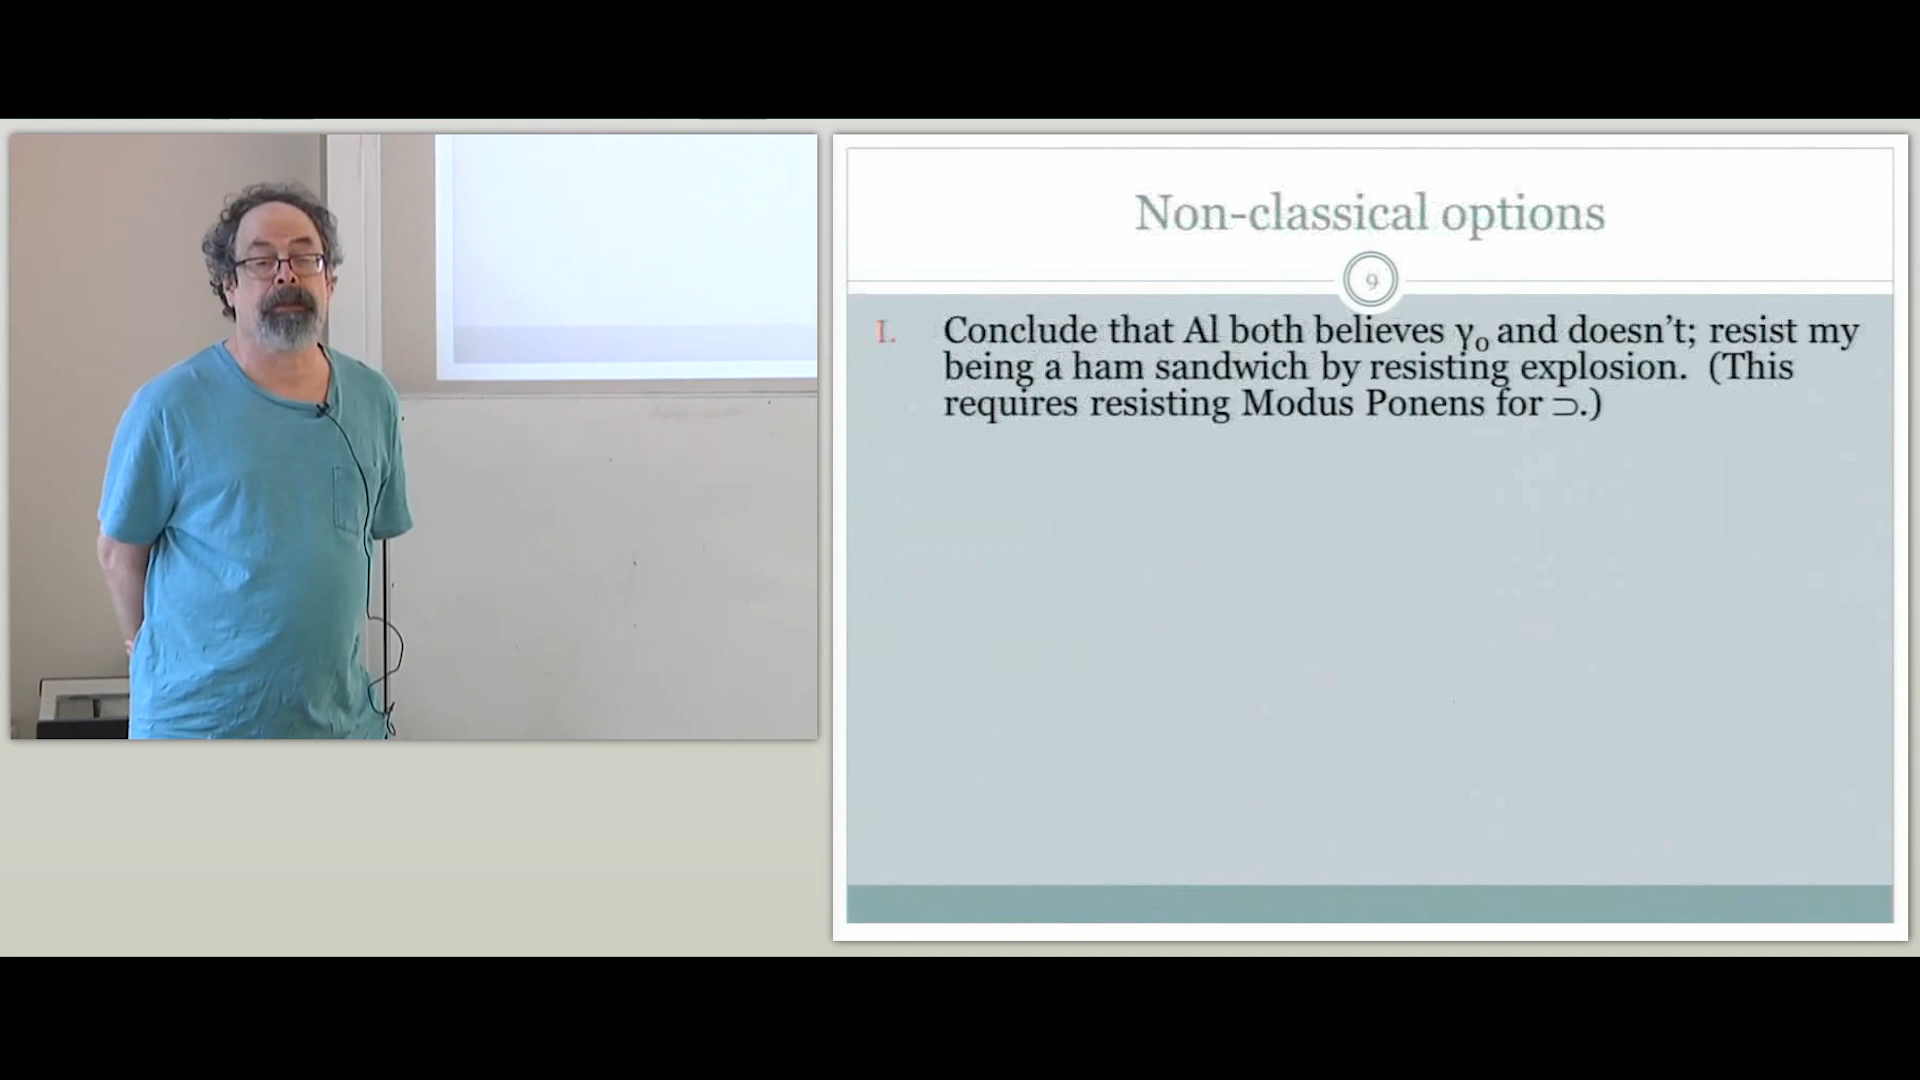 Non-classical options
9
1. Conclude that Al both believes γ₀ and doesn’t; resist my
being a ham sandwich by resisting explosion. (This
requires resisting Modus Ponens for ⊃.)